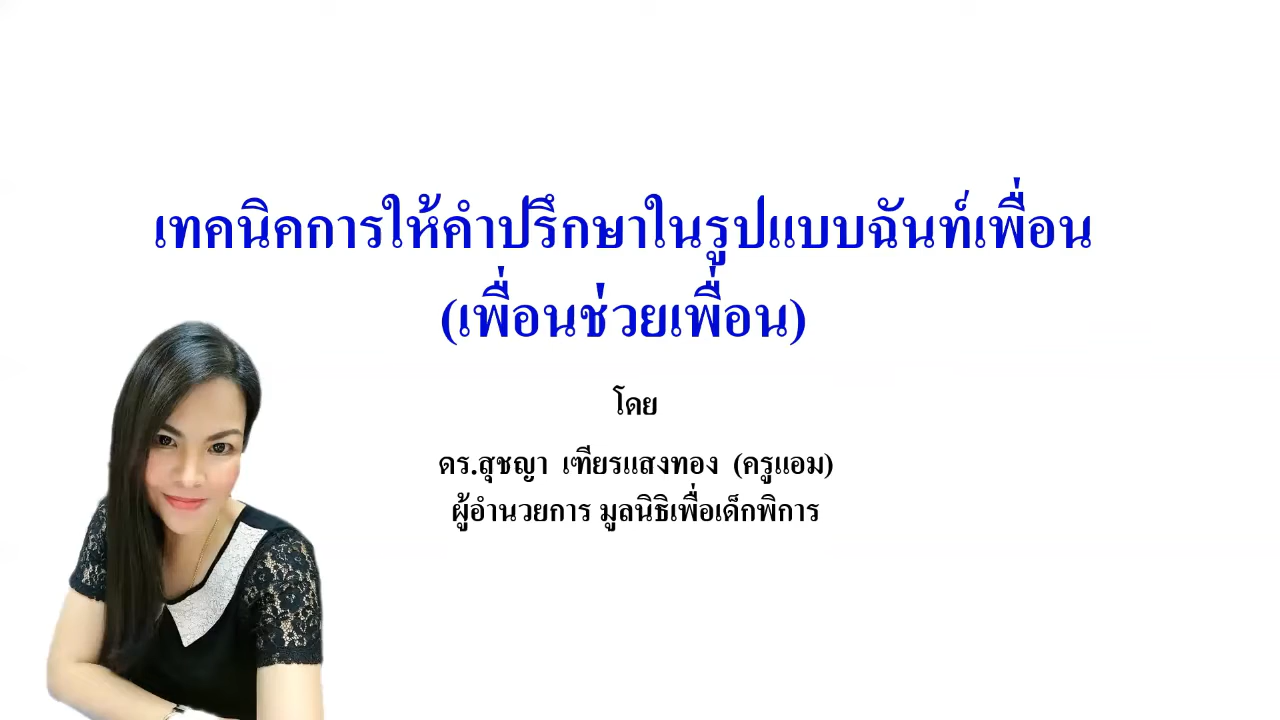 เทคนิคการให้คำปรึกษาในรูปแบบฉันท์เพื่อน
(เพื่อนช่วยเพื่อน)
โดย
ดร.สุชญา เฑียรแสงทอง (ครูแอม)
ผู้อำนวยการ มูลนิธิเพื่อเด็กพิการ